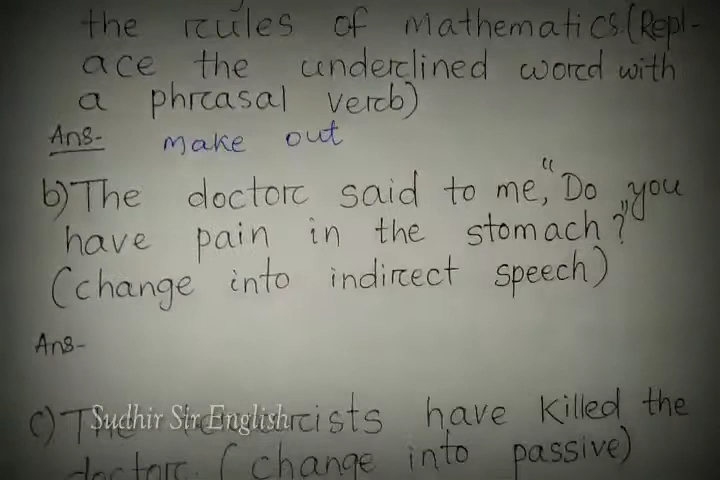 the rules of mathematics.(Repl-
ace the underlined word with
a phrasal verb)
Ans- make out
b) The doctor said to me, "Do you
have pain in the stomach?"
(change into indirect speech)
Ans-
c) The terrorists have killed the
Sudhir Sir English
doctor. (change into passive)